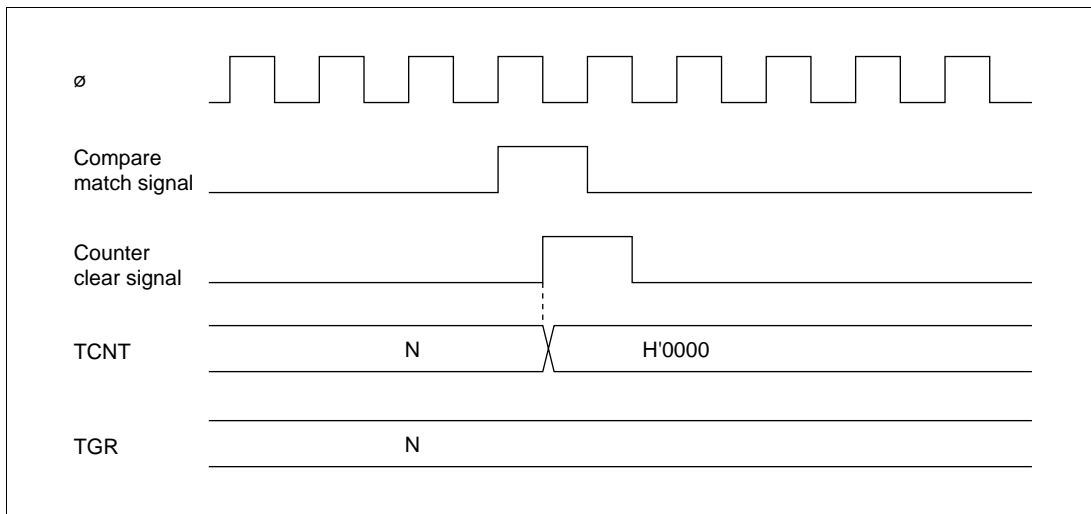 ø
Compare
match signal
Counter
clear signal
TCNT
N
H'0000
TGR
N